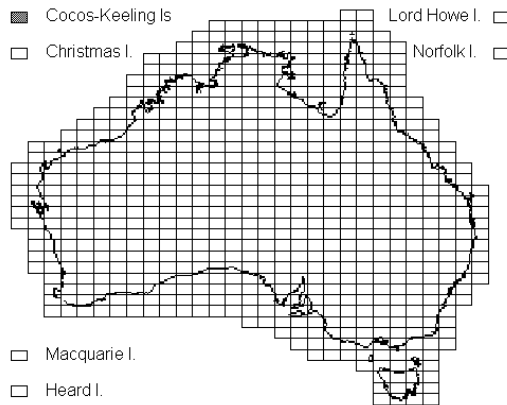 Cocos-Keeling Is
Lord Howe I.
Christmas I.
Norfolk I.
Macquarie I.
Heard I.